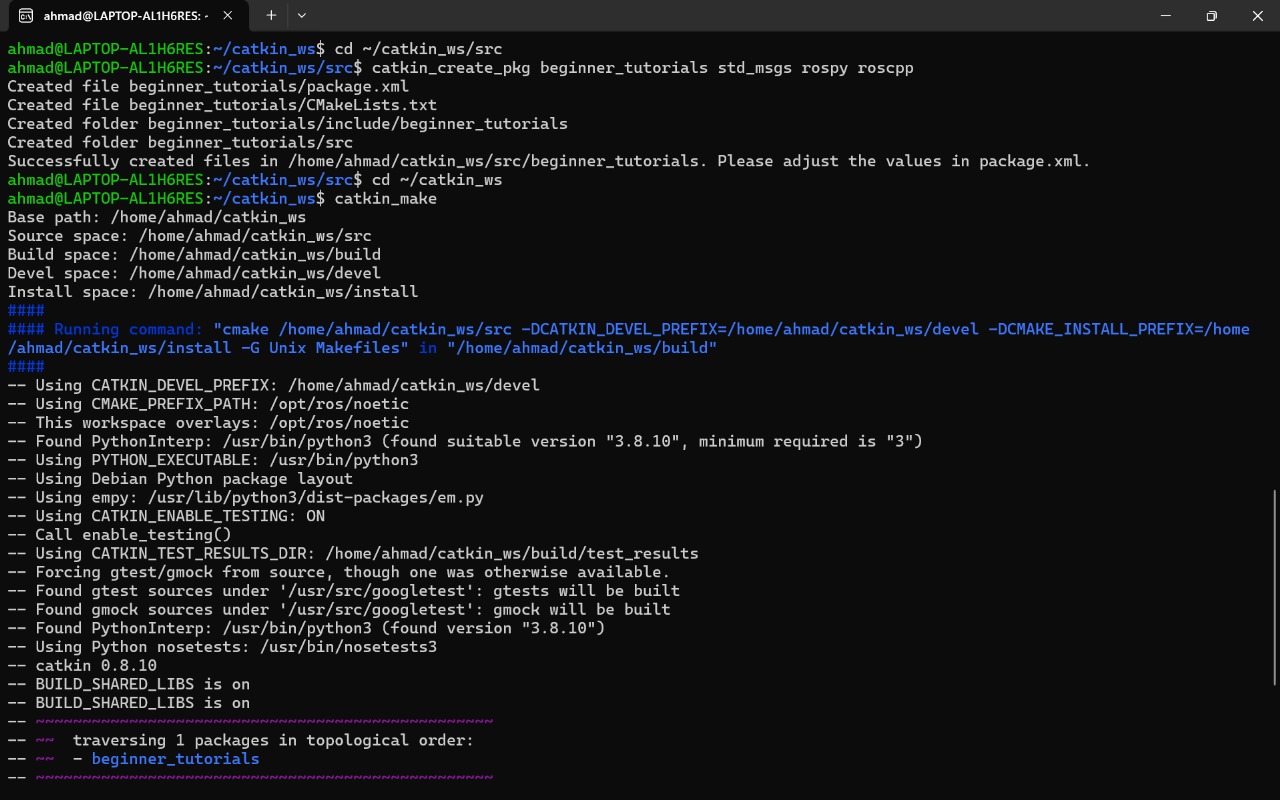 ahmad@LAPTOP-AL1H6RES: ~
ahmad@LAPTOP-AL1H6RES:~/catkin_ws$ cd ~/catkin_ws/src
ahmad@LAPTOP-AL1H6RES:~/catkin_ws/src$ catkin_create_pkg beginner_tutorials std_msgs rospy roscpp
Created file beginner_tutorials/package.xml
Created file beginner_tutorials/CMakeLists.txt
Created folder beginner_tutorials/include/beginner_tutorials
Created folder beginner_tutorials/src
Successfully created files in /home/ahmad/catkin_ws/src/beginner_tutorials. Please adjust the values in package.xml.
ahmad@LAPTOP-AL1H6RES:~/catkin_ws/src$ cd ~/catkin_ws
ahmad@LAPTOP-AL1H6RES:~/catkin_ws$ catkin_make
Base path: /home/ahmad/catkin_ws
Source space: /home/ahmad/catkin_ws/src
Build space: /home/ahmad/catkin_ws/build
Devel space: /home/ahmad/catkin_ws/devel
Install space: /home/ahmad/catkin_ws/install
####
#### Running command: "cmake /home/ahmad/catkin_ws/src -DCATKIN_DEVEL_PREFIX=/home/ahmad/catkin_ws/devel -DCMAKE_INSTALL_PREFIX=/home
/ahmad/catkin_ws/install -G Unix Makefiles" in "/home/ahmad/catkin_ws/build"
####
-- Using CATKIN_DEVEL_PREFIX: /home/ahmad/catkin_ws/devel
-- Using CMAKE_PREFIX_PATH: /opt/ros/noetic
-- This workspace overlays: /opt/ros/noetic
-- Found PythonInterp: /usr/bin/python3 (found suitable version "3.8.10", minimum required is "3")
-- Using PYTHON_EXECUTABLE: /usr/bin/python3
-- Using Debian Python package layout
-- Using empy: /usr/lib/python3/dist-packages/em.py
-- Using CATKIN_ENABLE_TESTING: ON
-- Call enable_testing()
-- Using CATKIN_TEST_RESULTS_DIR: /home/ahmad/catkin_ws/build/test_results
-- Forcing gtest/gmock from source, though one was otherwise available.
-- Found gtest sources under '/usr/src/googletest': gtests will be built
-- Found gmock sources under '/usr/src/googletest': gmock will be built
-- Found PythonInterp: /usr/bin/python3 (found version "3.8.10")
-- Using Python nosetests: /usr/bin/nosetests3
-- catkin 0.8.10
-- BUILD_SHARED_LIBS is on
-- BUILD_SHARED_LIBS is on
-- ~~~~~~~~~~~~~~~~~~~~~~~~~~~~~~~~~~~~~~~~~~~~~~~~~
-- ~~  traversing 1 packages in topological order:
-- ~~  - beginner_tutorials
-- ~~~~~~~~~~~~~~~~~~~~~~~~~~~~~~~~~~~~~~~~~~~~~~~~~